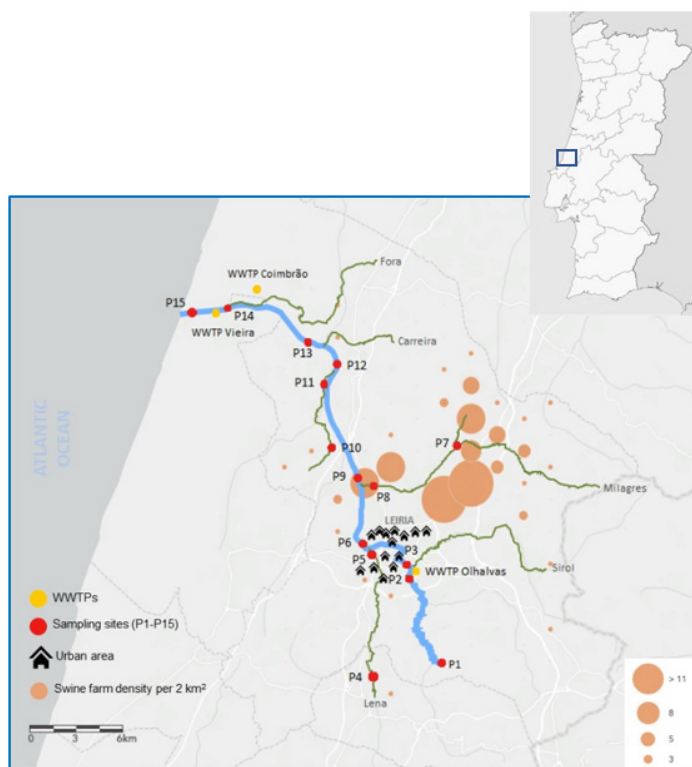 Fora
WWTP Coimbrão
P15
P14
WWTP Vieira
Carreira
P13
P12
P11
ATLANTIC
OCEAN
P7
P10
P9
P8
Milagres
LEIRIA
P6
P3
P5
WWTP Olhalvas
Sirol
P2
WWTPs
Sampling sites (P1-P15)
P1
Urban area
P4
> 11
Swine farm density per 2 km²
Lena
8
5
0 3 6km
3